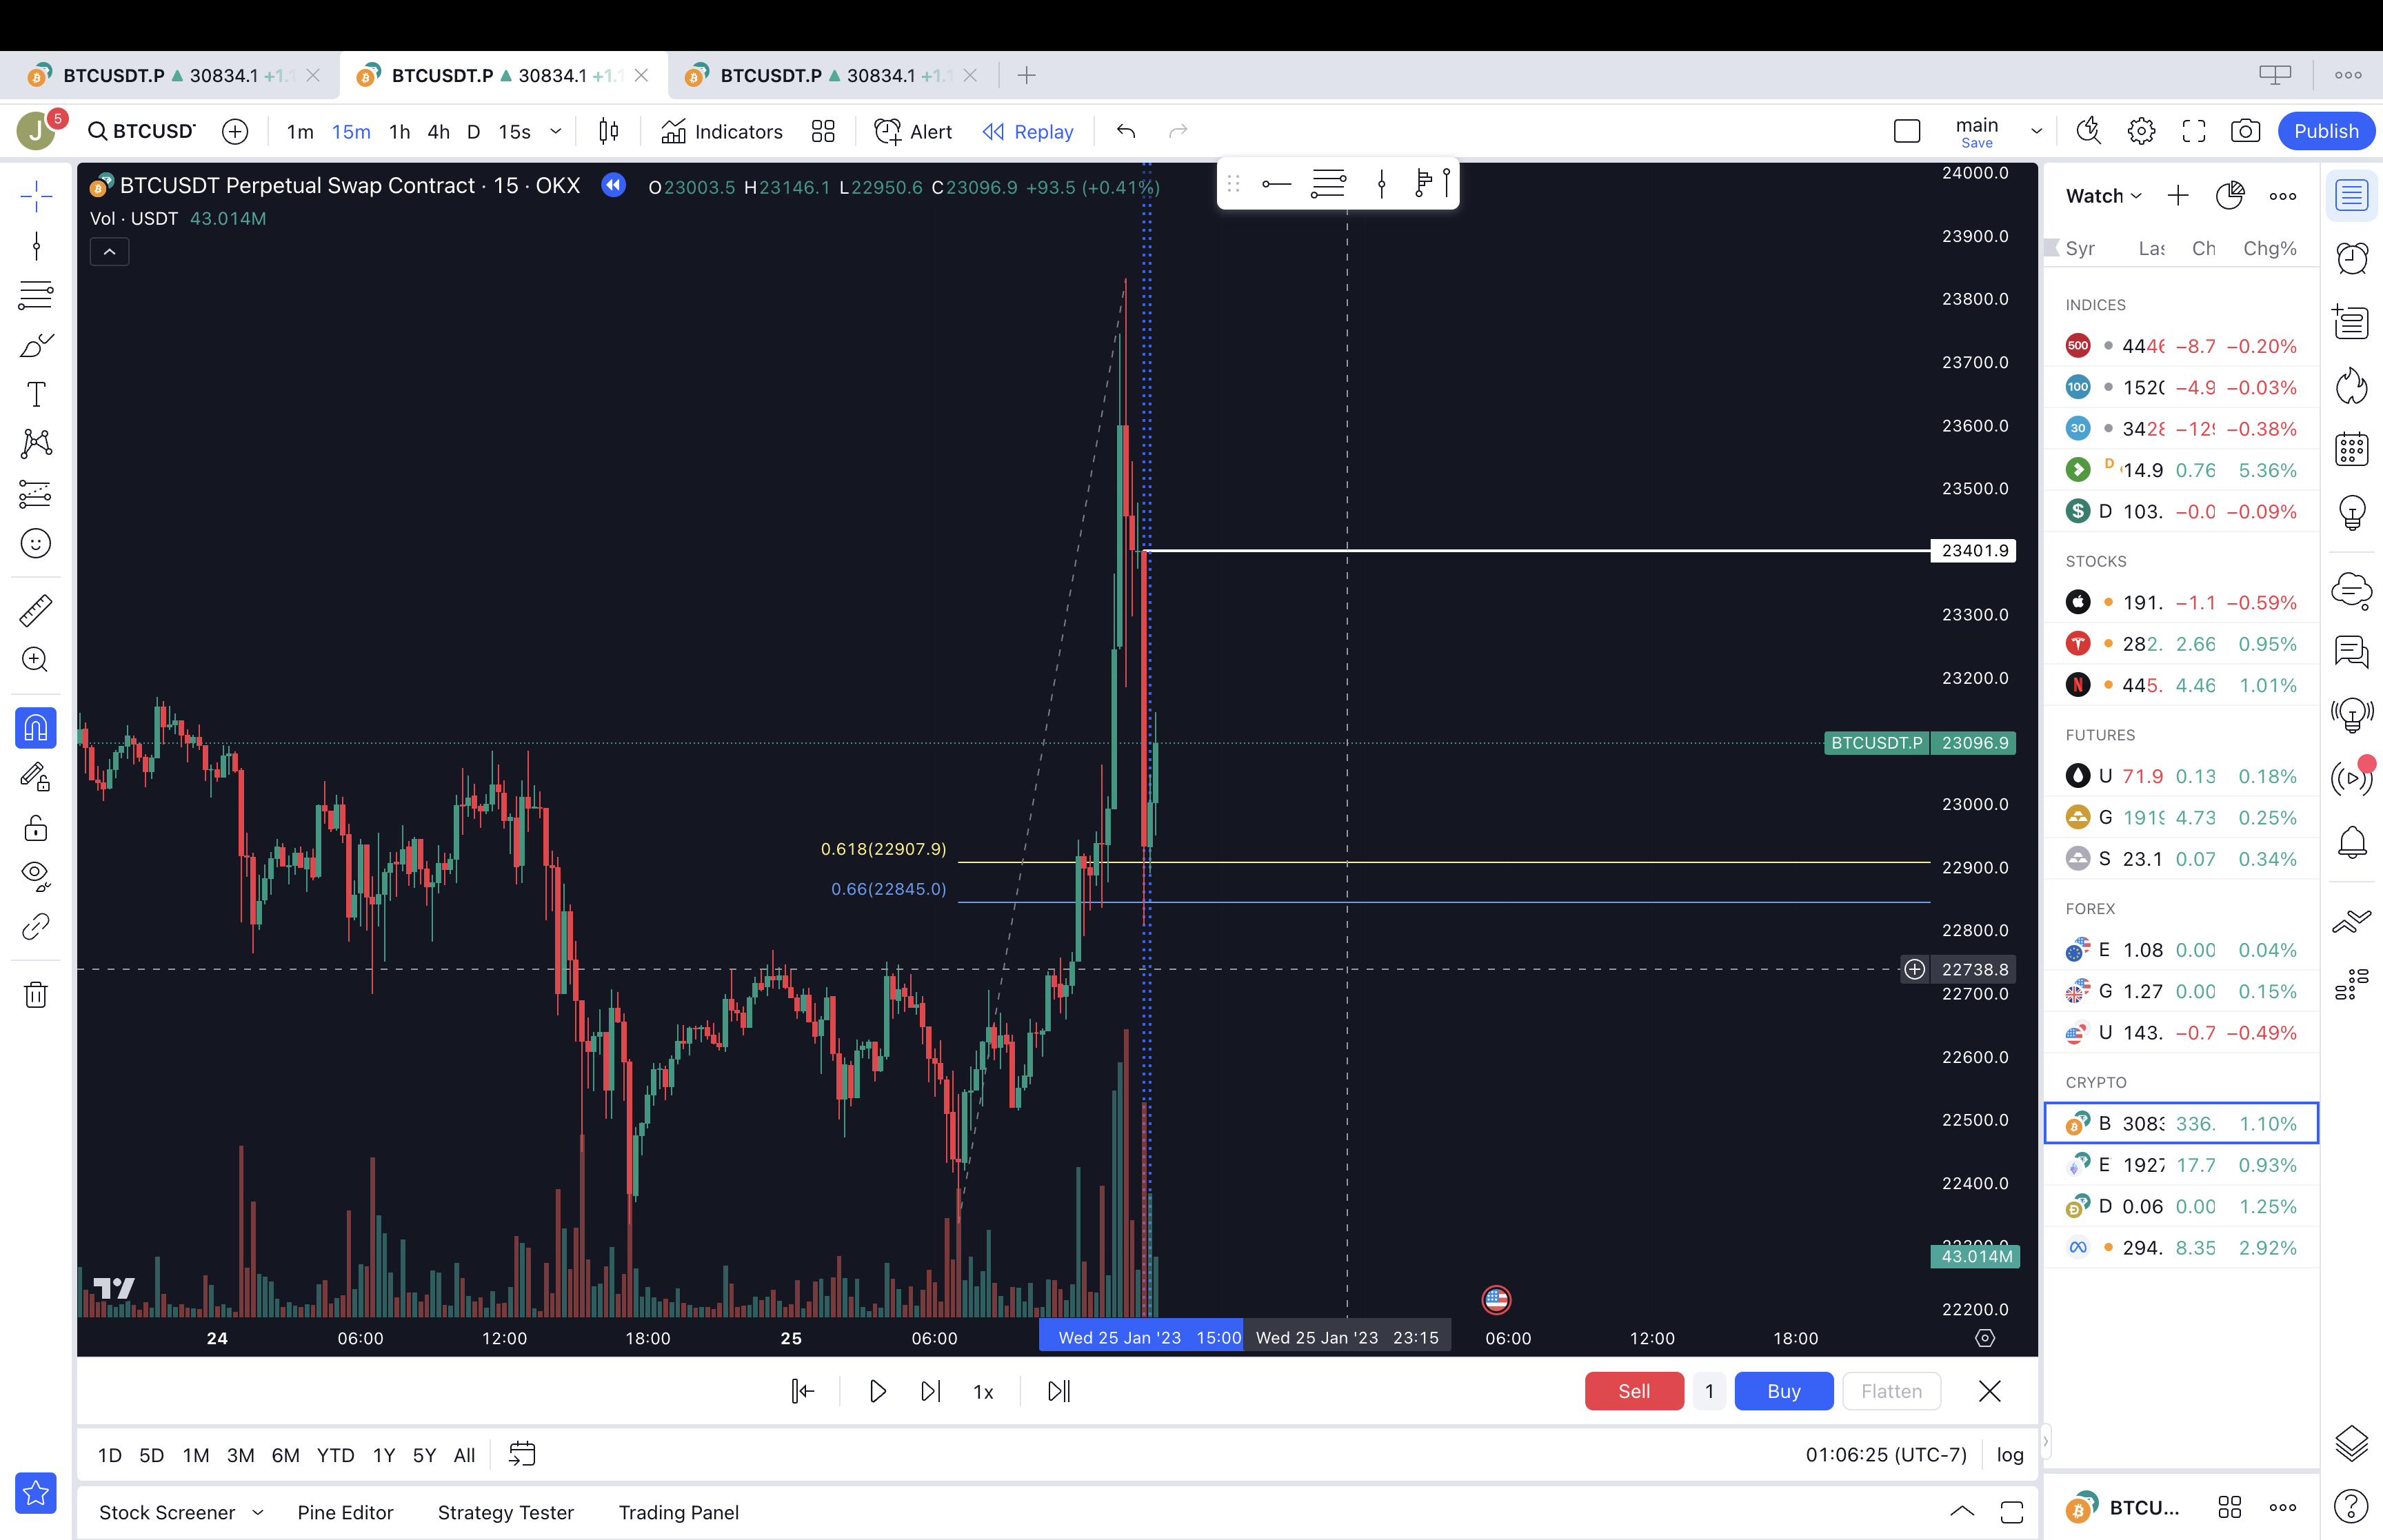 BTCUSDT.P 30834.1 +1.1 BTCUSDT.P 30834.1 +1.1 BTCUSDT.P 30834.1 +1.1
J 5 BTCUSD 1m 15m 1h 4h D 15s Indicators Alert Replay main Publish
Save
BTCUSDT Perpetual Swap Contract · 15 · OKX O23003.5 H23146.1 L22950.6 C23096.9 +93.5 (+0.41%)
Vol · USDT 43.014M
24000.0
23900.0
23800.0
23700.0
23600.0
23500.0
23401.9
23300.0
23200.0
BTCUSDT.P 23096.9
23000.0
0.618(22907.9)
22900.0
0.66(22845.0)
22800.0
22738.8
22700.0
22600.0
22500.0
22400.0
22300.0
43.014M
22200.0
24 06:00 12:00 18:00 25 06:00 Wed 25 Jan '23 15:00 Wed 25 Jan '23 23:15 06:00 12:00 18:00
1x Sell 1 Buy Flatten
1D 5D 1M 3M 6M YTD 1Y 5Y All 01:06:25 (UTC-7) log
Stock Screener Pine Editor Strategy Tester Trading Panel
Watch
Syr Las Ch Chg%
INDICES
500 4446 −8.7 −0.20%
100 1520 −4.9 −0.03%
30 3428 −129 −0.38%
D 14.9 0.76 5.36%
$ D 103. −0.0 −0.09%
STOCKS
191. −1.1 −0.59%
282. 2.66 0.95%
N 445. 4.46 1.01%
FUTURES
U 71.9 0.13 0.18%
G 1919 4.73 0.25%
S 23.1 0.07 0.34%
FOREX
E 1.08 0.00 0.04%
G 1.27 0.00 0.15%
U 143. −0.7 −0.49%
CRYPTO
B 3083 336. 1.10%
E 1927 17.7 0.93%
D 0.06 0.00 1.25%
294. 8.35 2.92%
BTCU...